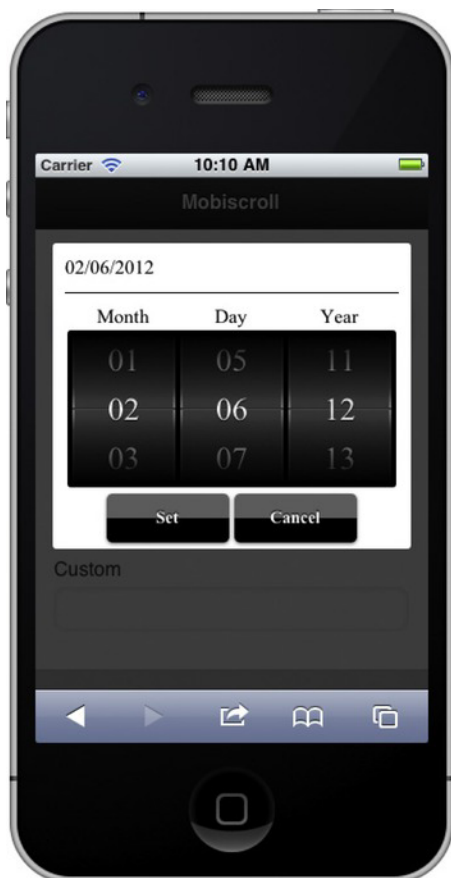 Carrier 10:10 AM
Mobiscroll
02/06/2012
Month Day Year
01 05 11
02 06 12
03 07 13
Set Cancel
Custom